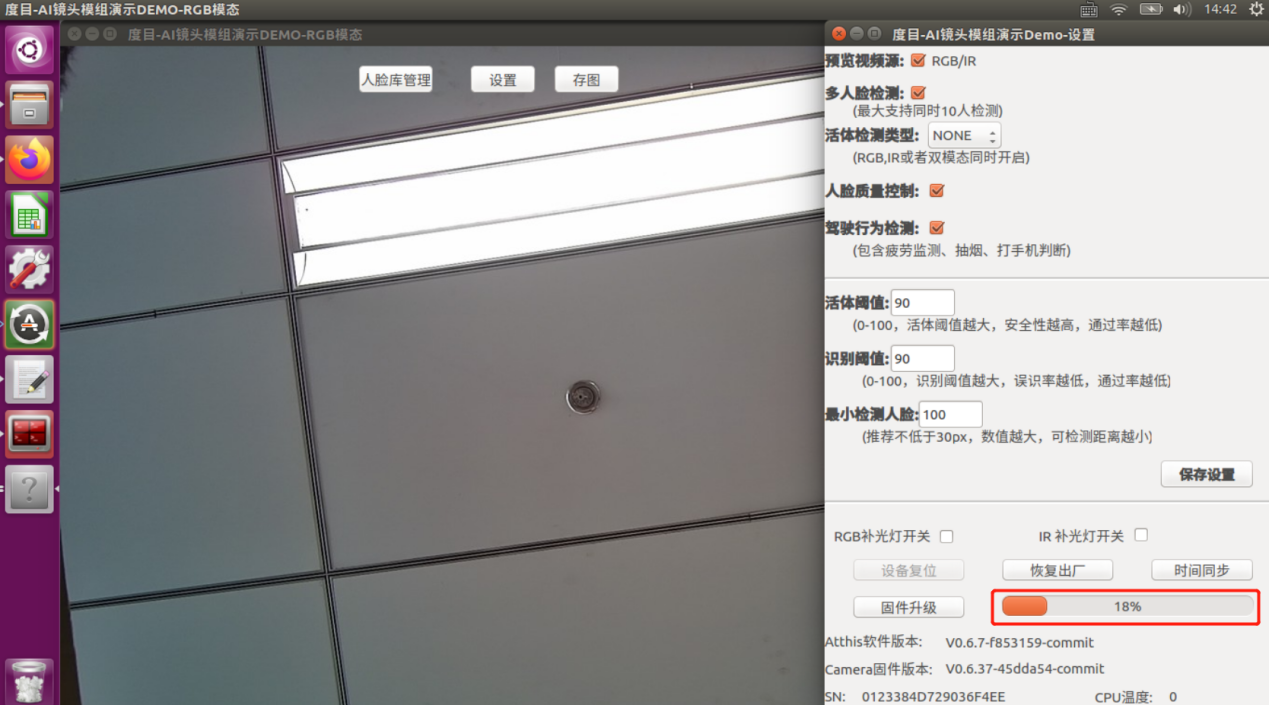 度目-AI镜头模组演示DEMO-RGB模态
14:42
度目-AI镜头模组演示DEMO-RGB模态
人脸库管理 设置 存图
度目-AI镜头模组演示Demo-设置
预览视频源: RGB/IR
多人脸检测:
(最大支持同时10人检测)
活体检测类型: NONE
(RGB,IR或者双模态同时开启)
人脸质量控制:
驾驶行为检测:
(包含疲劳监测、抽烟、打手机判断)
活体阈值: 90
(0-100，活体阈值越大，安全性越高，通过率越低)
识别阈值: 90
(0-100，识别阈值越大，误识率越低，通过率越低)
最小检测人脸: 100
(推荐不低于30px，数值越大，可检测距离越小)
保存设置
RGB补光灯开关 IR 补光灯开关
设备复位 恢复出厂 时间同步
固件升级 18%
Atthis软件版本: V0.6.7-f853159-commit
Camera固件版本: V0.6.37-45dda54-commit
SN: 0123384D729036F4EE CPU温度: 0